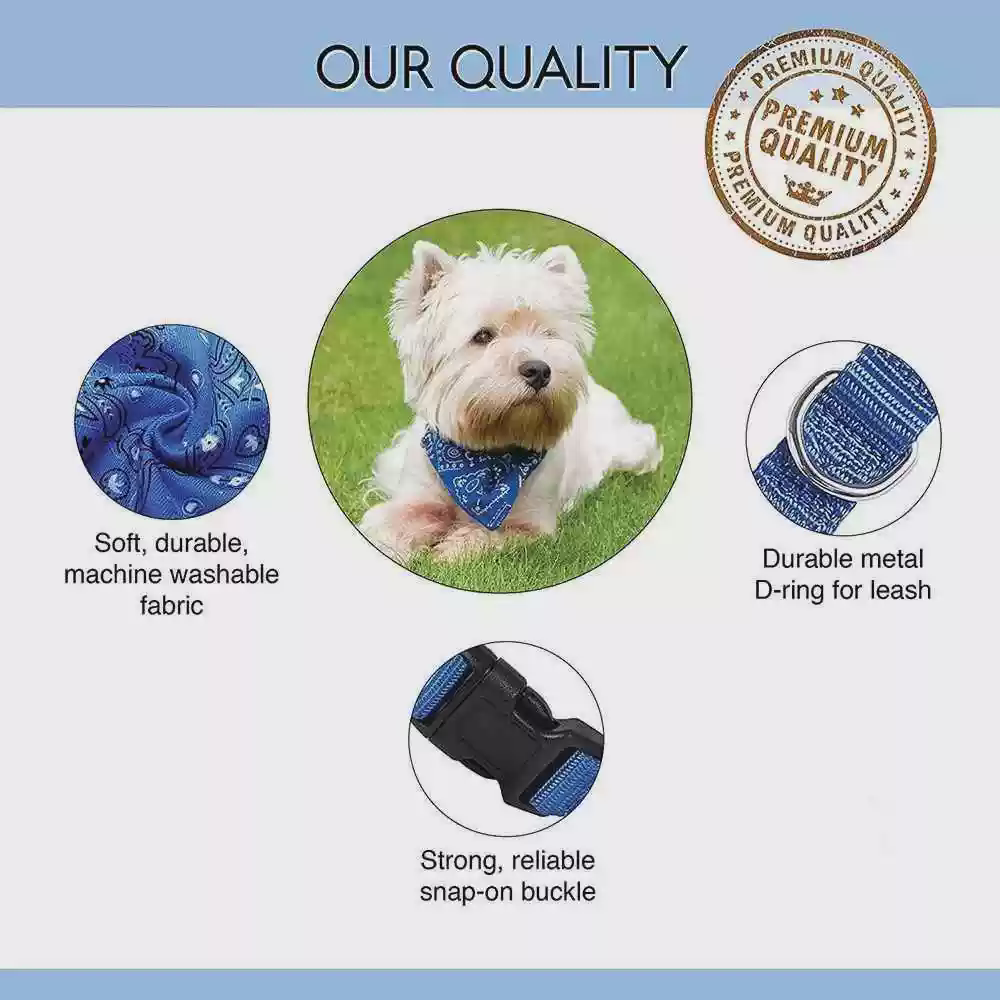 OUR QUALITY
PREMIUM QUALITY
PREMIUM
QUALITY
PREMIUM QUALITY
Soft, durable,
machine washable
fabric
Durable metal
D-ring for leash
Strong, reliable
snap-on buckle